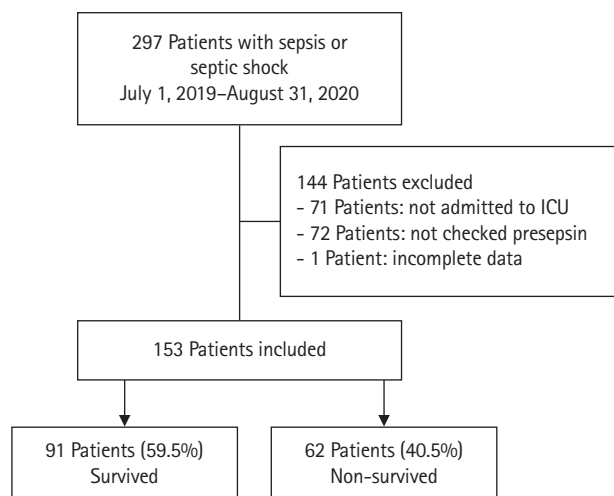 297 Patients with sepsis or
septic shock
July 1, 2019–August 31, 2020
144 Patients excluded
- 71 Patients: not admitted to ICU
- 72 Patients: not checked presepsin
- 1 Patient: incomplete data
153 Patients included
91 Patients (59.5%)
Survived
62 Patients (40.5%)
Non-survived